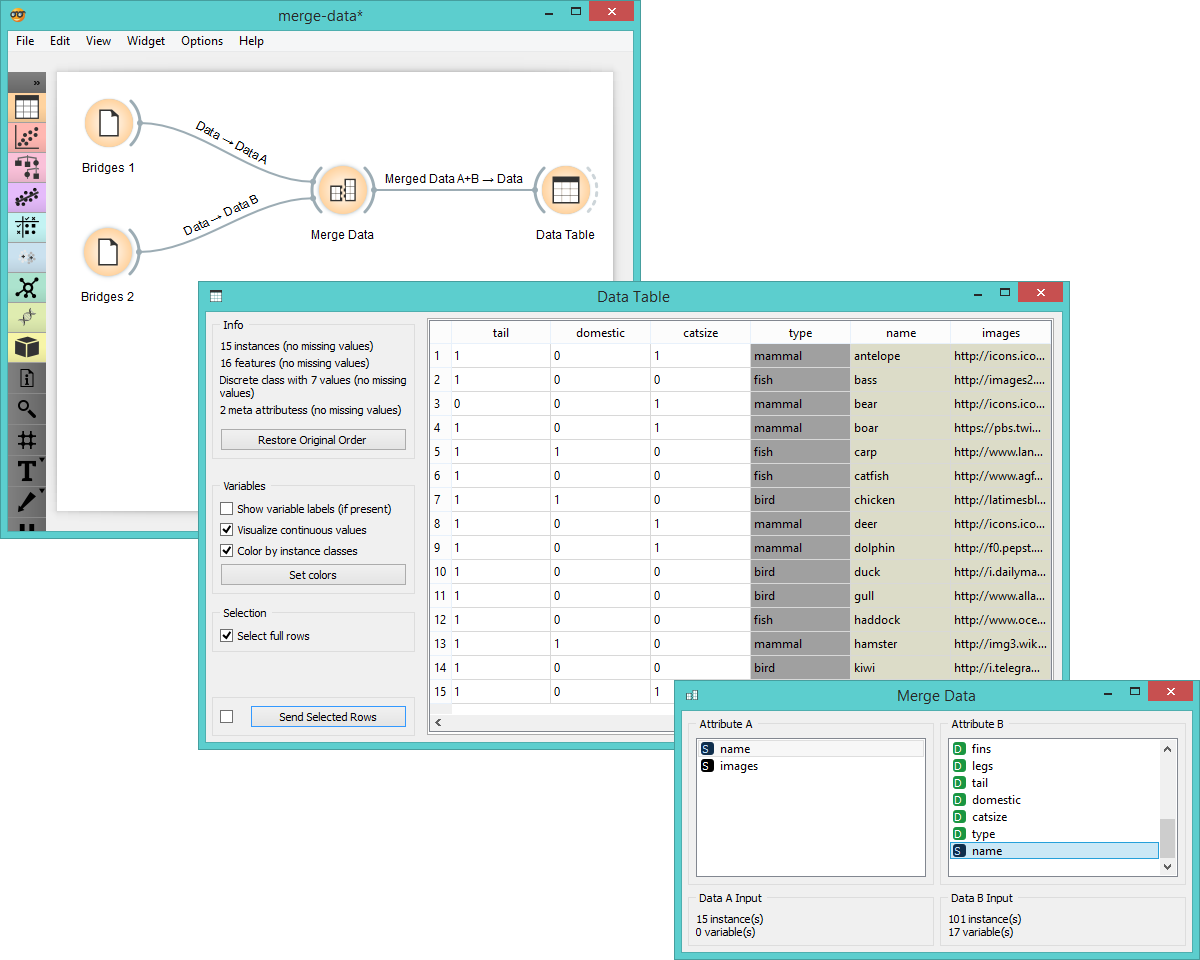 merge-data*
File Edit View Widget Options Help
»
Data → Data A
Bridges 1
Merged Data A+B → Data
Data → Data B
Merge Data
Data Table
Bridges 2
T
Data Table
Info
15 instances (no missing values)
16 features (no missing values)
Discrete class with 7 values (no missing
values)
2 meta attributess (no missing values)
Restore Original Order
Variables
Show variable labels (if present)
Visualize continuous values
Color by instance classes
Set colors
Selection
Select full rows
Send Selected Rows
tail domestic catsize type name images
1 1 0 1 mammal antelope http://icons.ico...
2 1 0 0 fish bass http://images2....
3 0 0 1 mammal bear http://icons.ico...
4 1 0 1 mammal boar https://pbs.twi...
5 1 1 0 fish carp http://www.lan...
6 1 0 0 fish catfish http://www.agf...
7 1 1 0 bird chicken http://latimesbl...
8 1 0 1 mammal deer http://icons.ico...
9 1 0 1 mammal dolphin http://f0.pepst....
10 1 0 0 bird duck http://i.dailyma...
11 1 0 0 bird gull http://www.alla...
12 1 0 0 fish haddock http://www.oce...
13 1 1 0 mammal hamster http://img3.wik...
14 1 0 0 bird kiwi http://i.telegra...
15 1 0 1
Merge Data
Attribute A
S name
S images
Attribute B
D fins
D legs
D tail
D domestic
D catsize
D type
S name
Data A Input
15 instance(s)
0 variable(s)
Data B Input
101 instance(s)
17 variable(s)